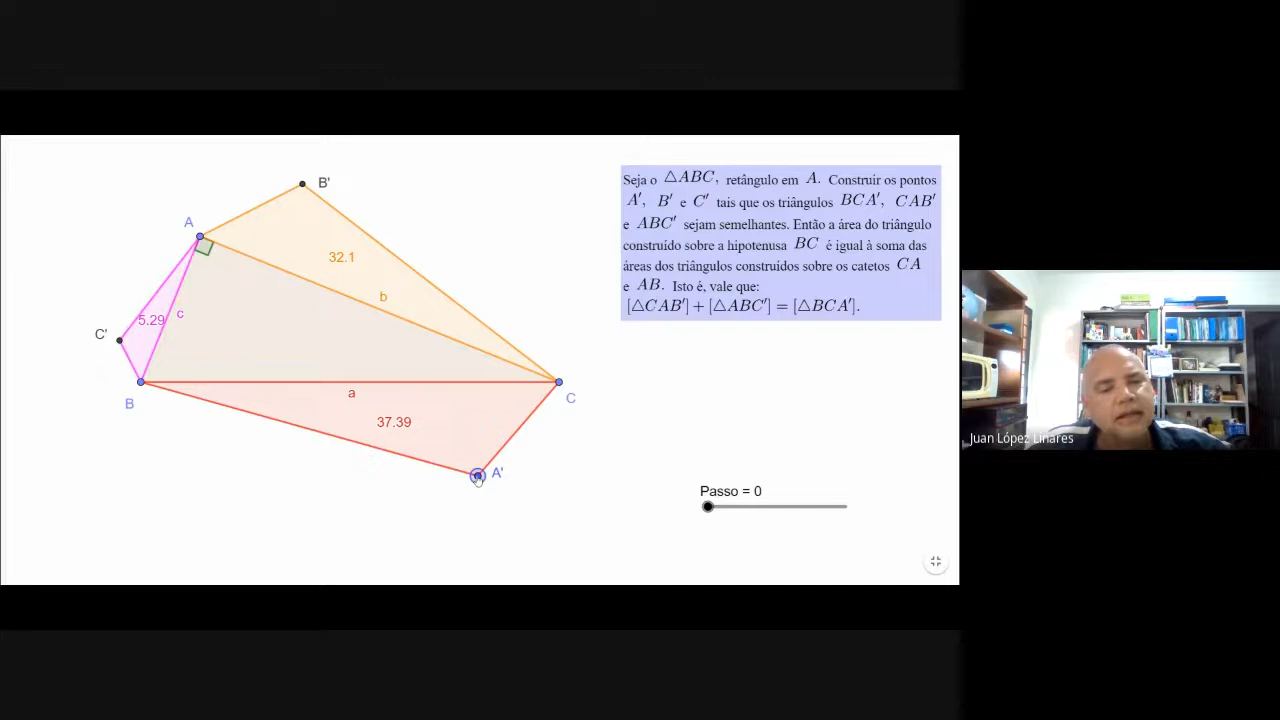 B'
A
32.1
b
5.29
c
C'
B
a
C
37.39
A'
Seja o △ABC, retângulo em A. Construir os pontos
A', B' e C' tais que os triângulos BCA', CAB'
e ABC' sejam semelhantes. Então a área do triângulo
construído sobre a hipotenusa BC é igual à soma das
áreas dos triângulos construídos sobre os catetos CA
e AB. Isto é, vale que:
[△CAB'] + [△ABC'] = [△BCA'].
Passo = 0
Juan López Linares